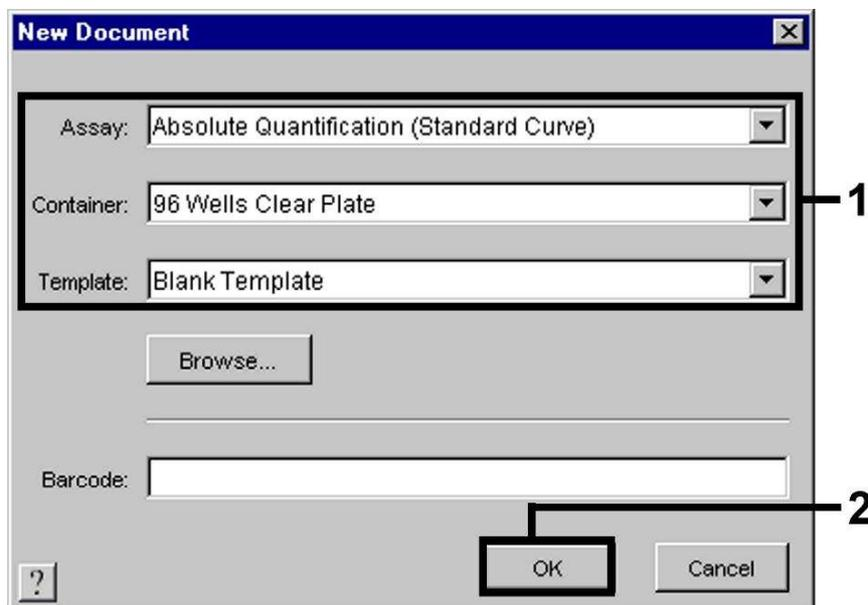 New Document
Assay: Absolute Quantification (Standard Curve)
Container: 96 Wells Clear Plate
1
Template: Blank Template
Browse...
Barcode:
2
OK Cancel
?